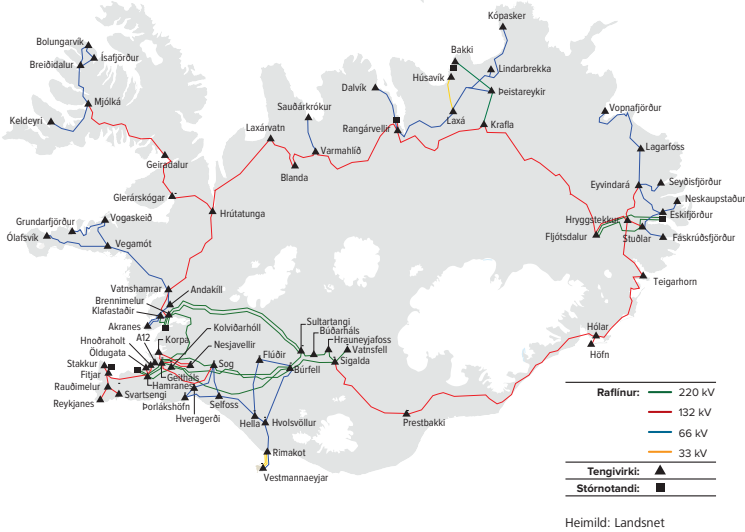 Kópasker
Bolungarvík
Ísafjörður
Breiðidalur
Bakki
Lindarbrekka
Húsavík
Dalvík
Þeistareykir
Mjólká
Sauðárkrókur
Vopnafjörður
Keldeyri
Laxá
Laxárvatn
Rangárvellir
Krafla
Varmahlíð
Lagarfoss
Geiradalur
Blanda
Eyvindará
Seyðisfjörður
Glerárskógar
Neskaupstaður
Hrútatunga
Eskifjörður
Grundarfjörður
Vogaskeið
Hryggstekkur
Ólafsvík
Fljótsdalur
Stuðlar
Fáskrúðsfjörður
Vegamót
Teigarhorn
Vatnshamrar
Brennimelur
Andakíll
Klafastaðir
Akranes
Sultartangi
Hólar
A12
Korpa
Kolviðarhóll
Búðarháls
Hnoðraholt
Hrauneyjafoss
Öldugata
Nesjavellir
Vatnsfell
Höfn
Stakkur
Sog
Flúðir
Sigalda
Fitjar
Geitháls
Búrfell
Rauðimelur
Hamranes
Svartsengi
Reykjanes
Þorlákshöfn
Selfoss
Hveragerði
Hella
Hvolsvöllur
Prestbakki
Rimakot
Vestmannaeyjar
Raflínur:
220 kV
132 kV
66 kV
33 kV
Tengivirki:
Stórnotandi:
Heimild: Landsnet